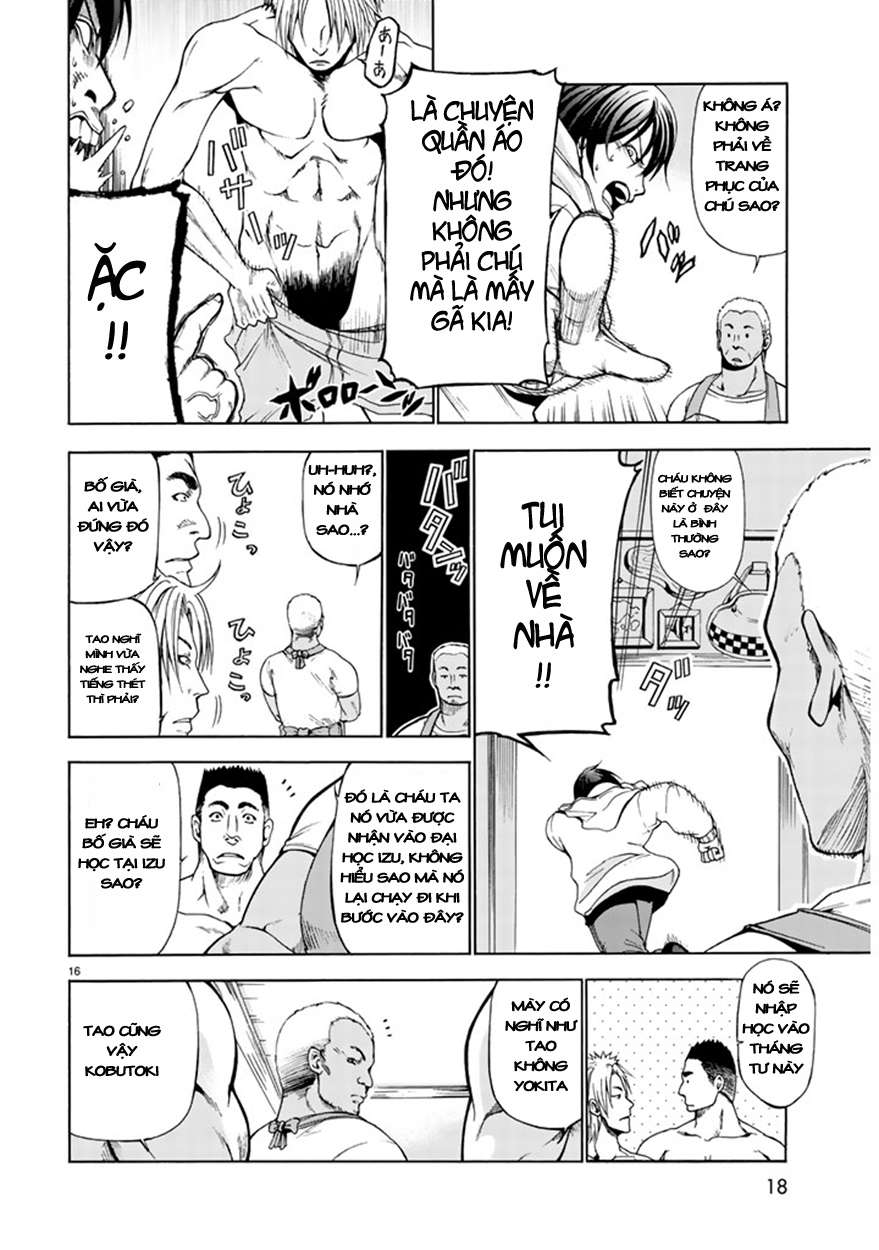 KHÔNG Á?
KHÔNG
PHẢI VỀ
TRANG
PHỤC CỦA
CHÚ SAO?
LÀ CHUYỆN
QUẦN ÁO
ĐÓ!
NHƯNG
KHÔNG
PHẢI CHÚ
MÀ LÀ MẤY
GÃ KIA!
あーあ
バサッ
ボロローン
ẶC
!!
CHÁU KHÔNG
BIẾT CHUYỆN
NÀY Ở ĐÂY
LÀ BÌNH
THƯỜNG
SAO?
TUI
MUỐN
VỀ
NHÀ
!!
バタ
バタンッ
バタバタバタ
UH-HUH?,
NÓ NHỚ
NHÀ
SAO...?
ひょこっ
ひょこっ
BỐ GIÀ,
AI VỪA
ĐỨNG ĐÓ
VẬY?
TAO NGHĨ
MÌNH VỪA
NGHE THẤY
TIẾNG THÉT
THÌ PHẢI?
ĐÓ LÀ CHÁU TA
NÓ VỪA ĐƯỢC
NHẬN VÀO ĐẠI
HỌC IZU, KHÔNG
HIỂU SAO MÀ NÓ
LẠI CHẠY ĐI KHI
BƯỚC VÀO ĐÂY?
EH? CHÁU
BỐ GIÀ SẼ
HỌC TẠI IZU
SAO?
16
NÓ SẼ
NHẬP
HỌC VÀO
THÁNG
TƯ NÀY
MÀY CÓ
NGHĨ NHƯ
TAO
KHÔNG
YOKITA
TAO CŨNG
VẬY
KOBUTOKI
18